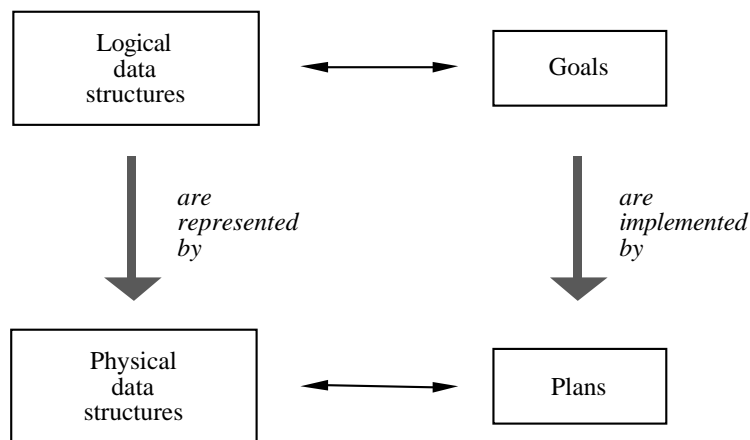 Logical
data
structures
Goals
are
represented
by
are
implemented
by
Physical
data
structures
Plans